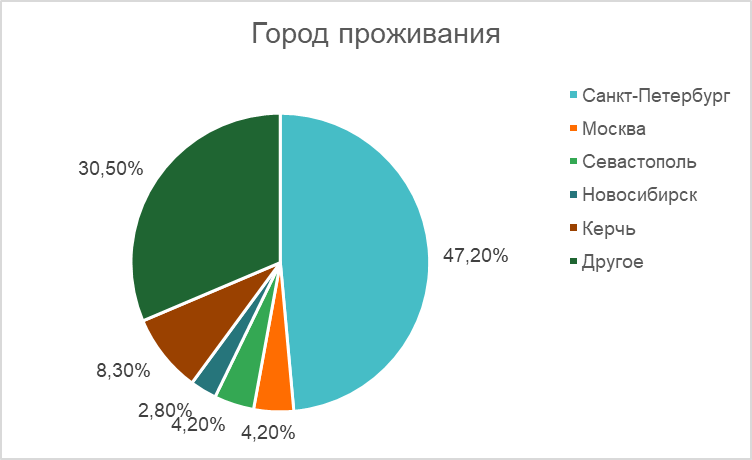 Город проживания
Санкт-Петербург
Москва
Севастополь
Новосибирск
Керчь
Другое
30,50%
47,20%
8,30%
2,80%
4,20%
4,20%